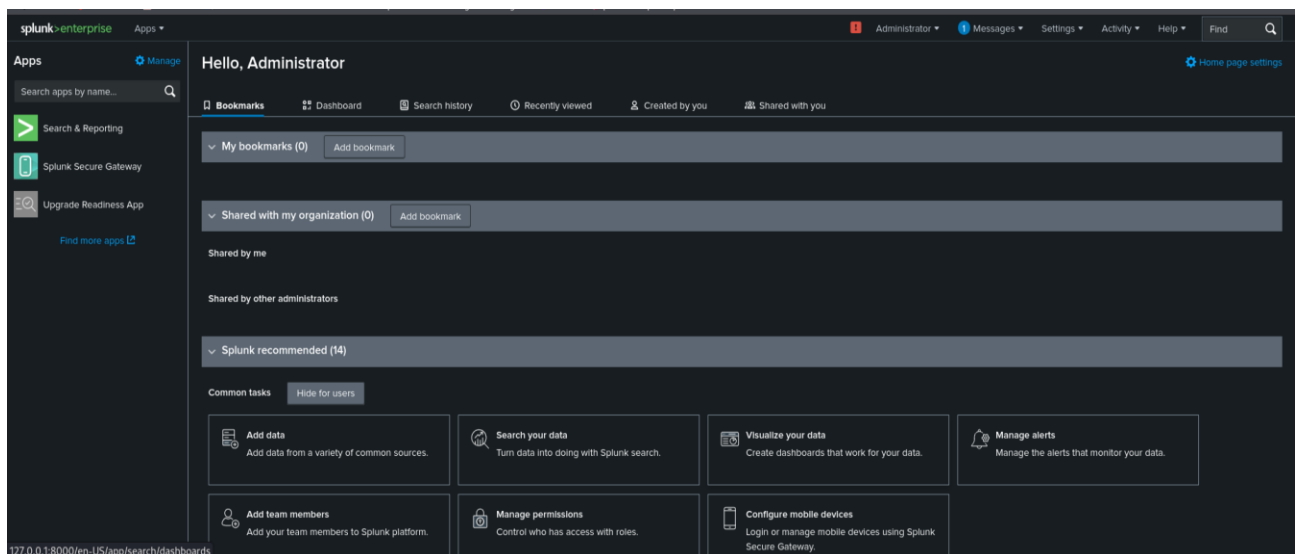 splunk>enterprise Apps ▾
! Administrator ▾ 1 Messages ▾ Settings ▾ Activity ▾ Help ▾ Find
Apps Manage
Hello, Administrator
Home page settings
Search apps by name...
Bookmarks Dashboard Search history Recently viewed Created by you Shared with you
Search & Reporting
Splunk Secure Gateway
Upgrade Readiness App
Find more apps
My bookmarks (0) Add bookmark
Shared with my organization (0) Add bookmark
Shared by me
Shared by other administrators
Splunk recommended (14)
Common tasks Hide for users
Add data
Add data from a variety of common sources.
Search your data
Turn data into doing with Splunk search.
Visualize your data
Create dashboards that work for your data.
Manage alerts
Manage the alerts that monitor your data.
Add team members
Add your team members to Splunk platform.
Manage permissions
Control who has access with roles.
Configure mobile devices
Login or manage mobile devices using Splunk
Secure Gateway.
127.0.0.1:8000/en-US/app/search/dashboards